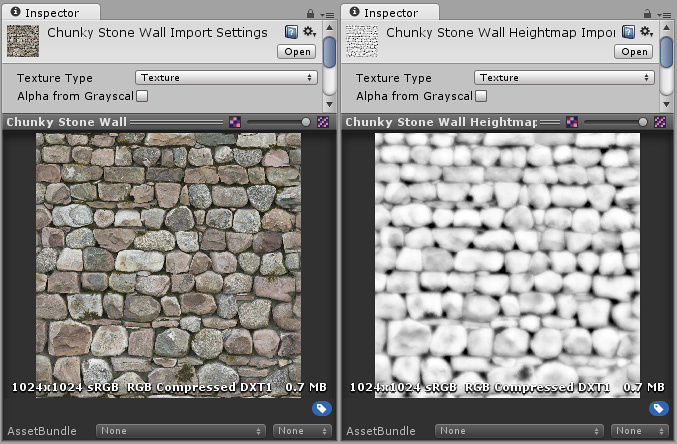 Inspector
Chunky Stone Wall Import Settings
Open
Texture Type Texture
Alpha from Grayscal
Chunky Stone Wall
1024x1024 sRGB RGB Compressed DXT1 0.7 MB
AssetBundle None None
Inspector
Chunky Stone Wall Heightmap Impor
Open
Texture Type Texture
Alpha from Grayscal
Chunky Stone Wall Heightmap
1024x1024 sRGB RGB Compressed DXT1 0.7 MB
AssetBundle None None